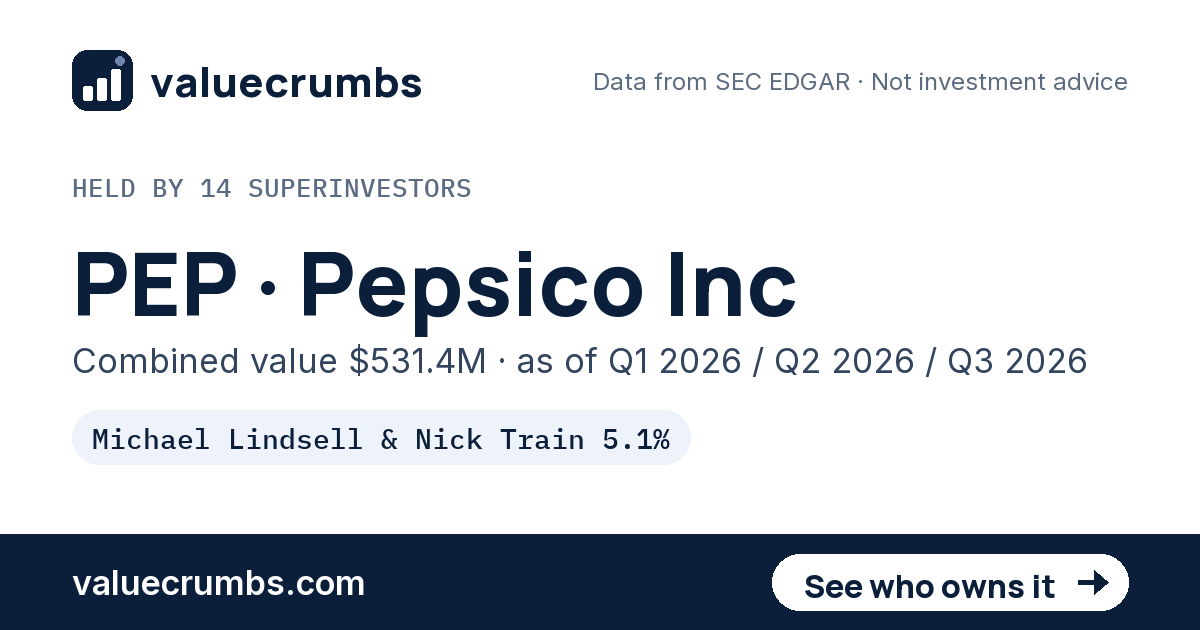 valuecrumbs
Data from SEC EDGAR · Not investment advice
HELD BY 14 SUPERINVESTORS
PEP · Pepsico Inc
Combined value $531.4M · as of Q1 2026 / Q2 2026 / Q3 2026
Michael Lindsell & Nick Train 5.1%
valuecrumbs.com
See who owns it →